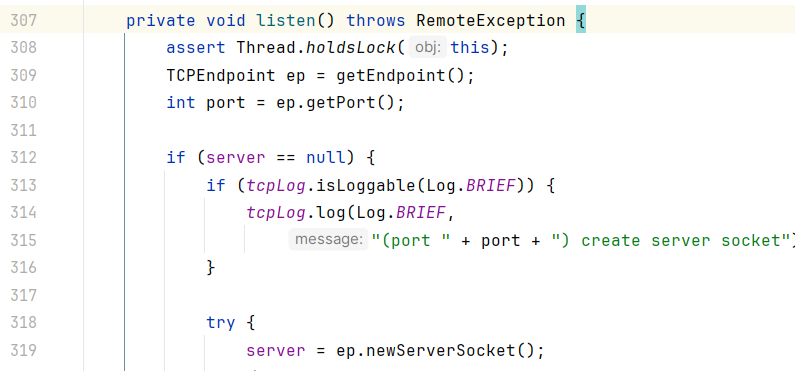 307 private void listen() throws RemoteException {
308 assert Thread.holdsLock( obj: this);
309 TCPEndpoint ep = getEndpoint();
310 int port = ep.getPort();
311
312 if (server == null) {
313 if (tcpLog.isLoggable(Log.BRIEF)) {
314 tcpLog.log(Log.BRIEF,
315 message: "(port " + port + ") create server socket")
316 }
317
318 try {
319 server = ep.newServerSocket();